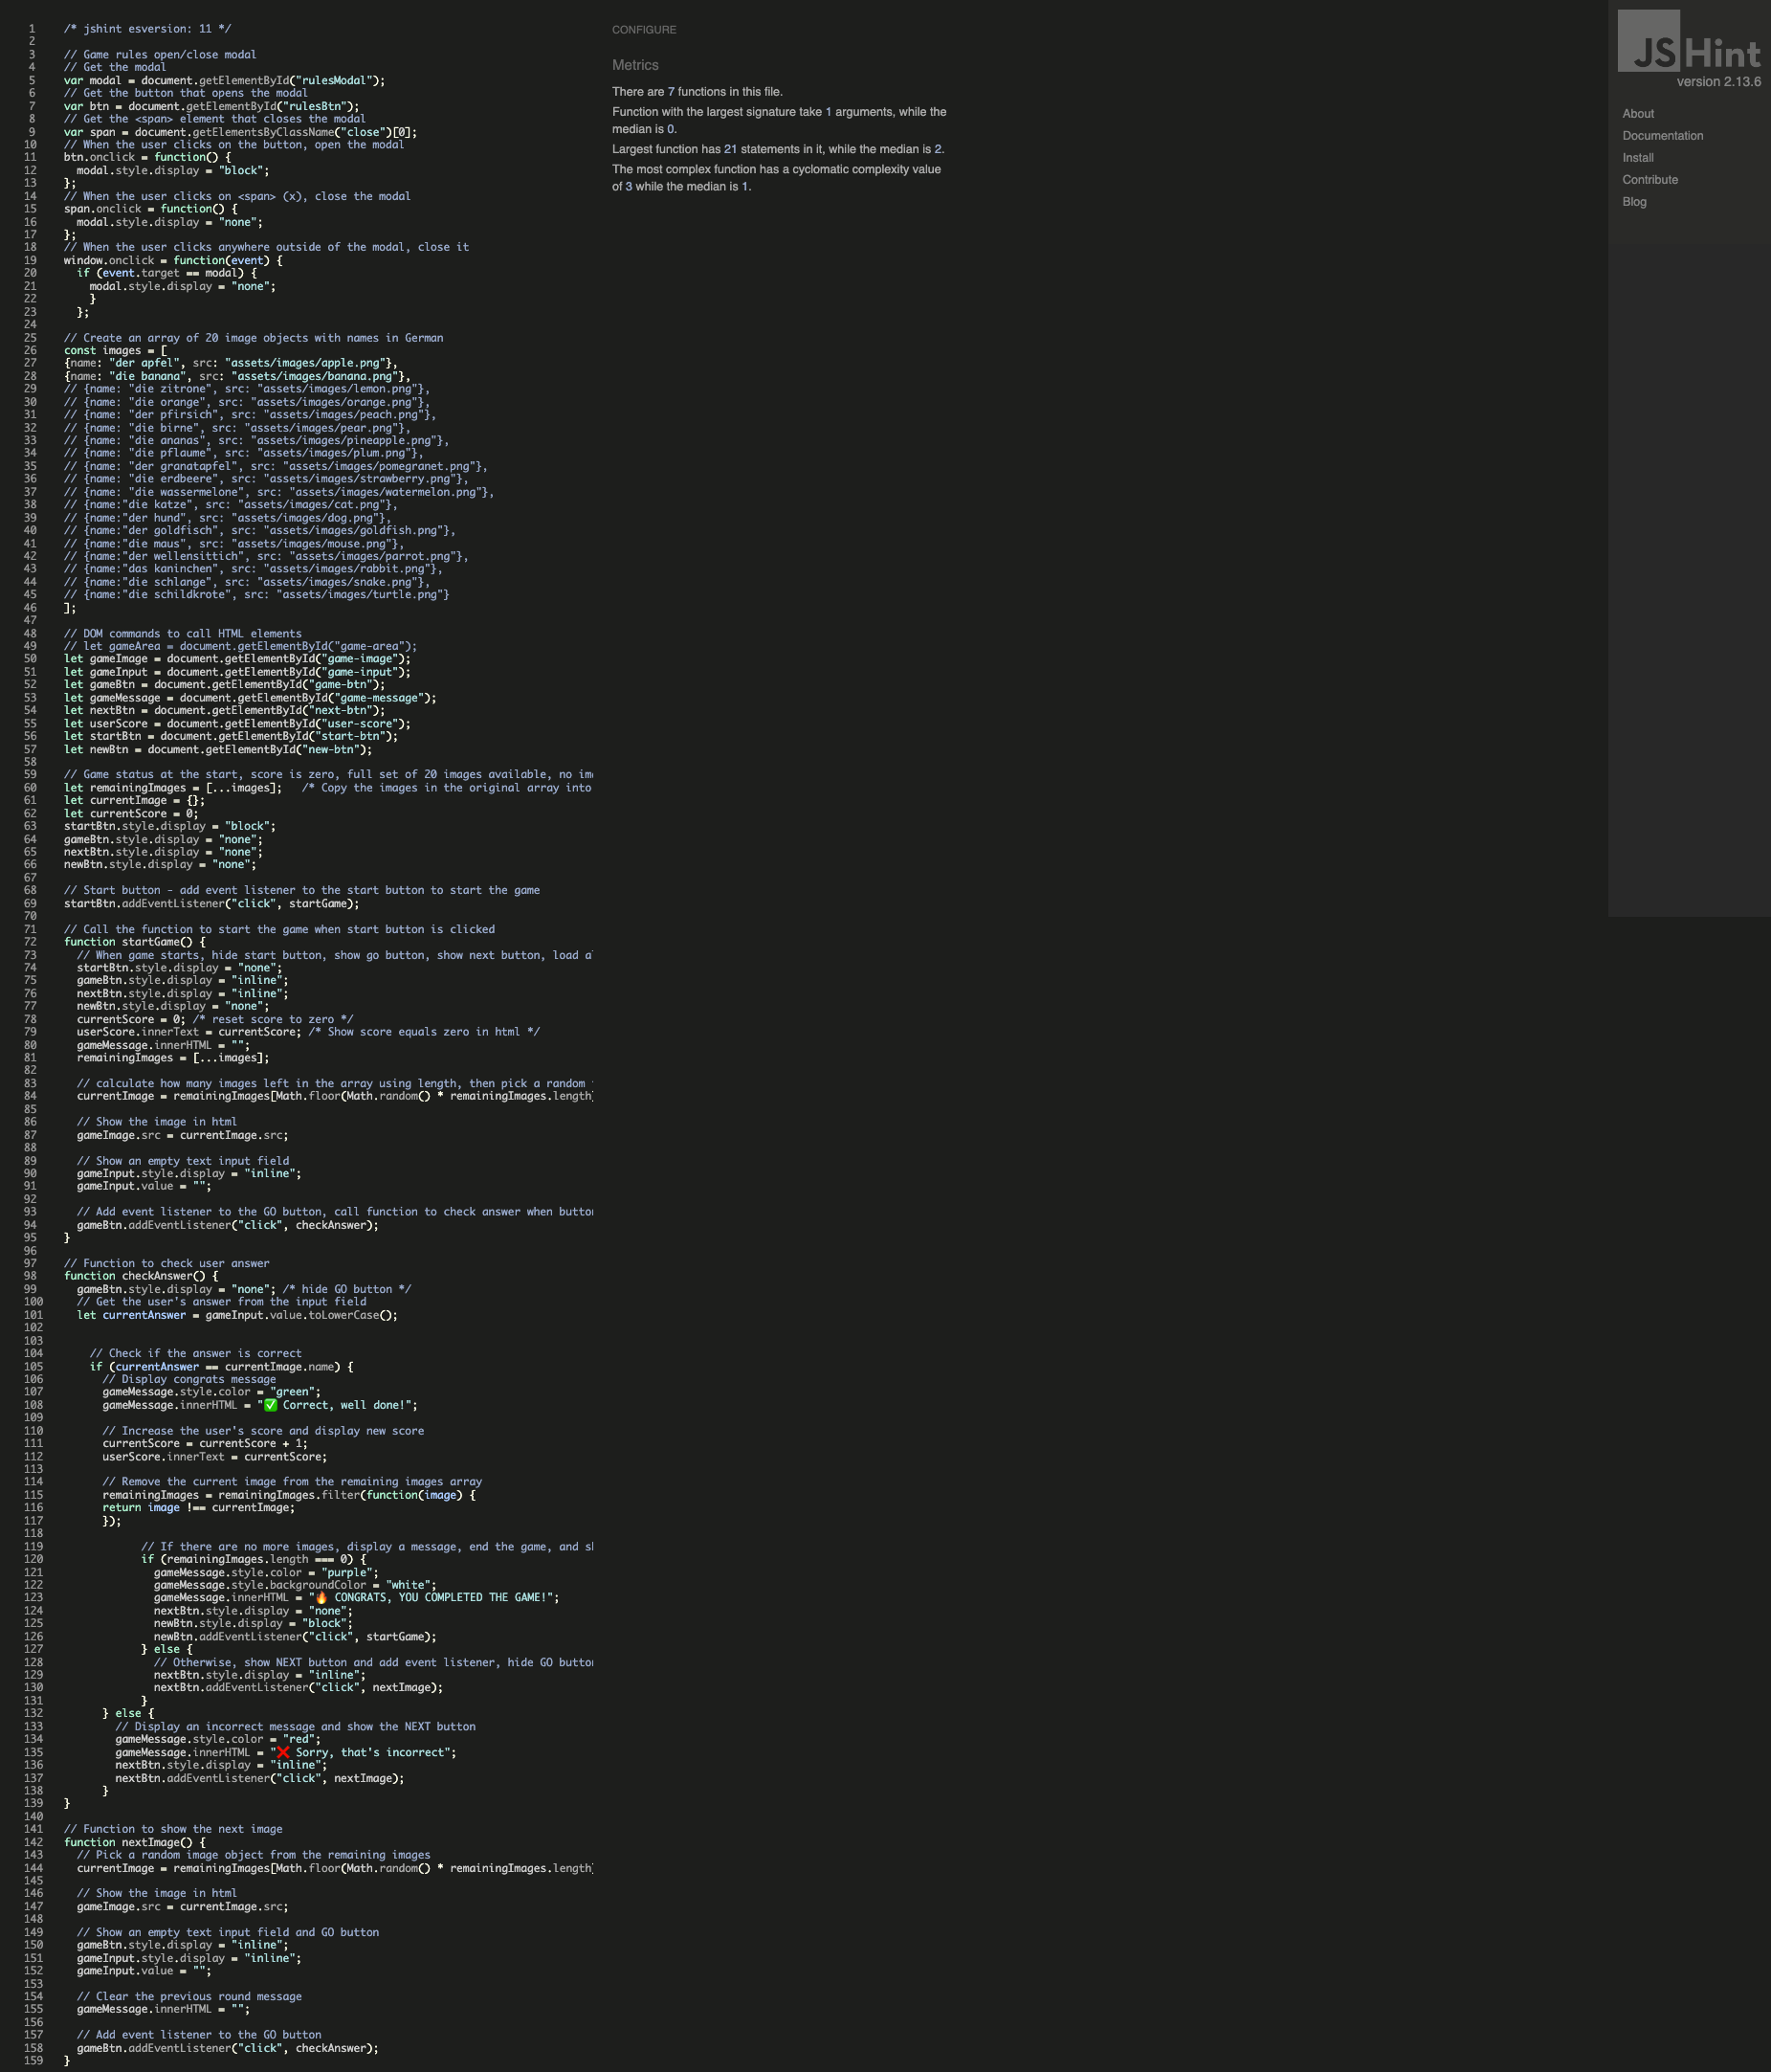 1 /* jshint esversion: 11 */
2
3 // Game rules open/close modal
4 // Get the modal
5 var modal = document.getElementById("rulesModal");
6 // Get the button that opens the modal
7 var btn = document.getElementById("rulesBtn");
8 // Get the <span> element that closes the modal
9 var span = document.getElementsByClassName("close")[0];
10 // When the user clicks on the button, open the modal
11 btn.onclick = function() {
12 modal.style.display = "block";
13 };
14 // When the user clicks on <span> (x), close the modal
15 span.onclick = function() {
16 modal.style.display = "none";
17 };
18 // When the user clicks anywhere outside of the modal, close it
19 window.onclick = function(event) {
20 if (event.target == modal) {
21 modal.style.display = "none";
22 }
23 };
24
25 // Create an array of 20 image objects with names in German
26 const images = [
27 {name: "der apfel", src: "assets/images/apple.png"},
28 {name: "die banana", src: "assets/images/banana.png"},
29 // {name: "die zitrone", src: "assets/images/lemon.png"},
30 // {name: "die orange", src: "assets/images/orange.png"},
31 // {name: "der pfirsich", src: "assets/images/peach.png"},
32 // {name: "die birne", src: "assets/images/pear.png"},
33 // {name: "die ananas", src: "assets/images/pineapple.png"},
34 // {name: "die pflaume", src: "assets/images/plum.png"},
35 // {name: "der granatapfel", src: "assets/images/pomegranet.png"},
36 // {name: "die erdbeere", src: "assets/images/strawberry.png"},
37 // {name: "die wassermelone", src: "assets/images/watermelon.png"},
38 // {name:"die katze", src: "assets/images/cat.png"},
39 // {name:"der hund", src: "assets/images/dog.png"},
40 // {name:"der goldfisch", src: "assets/images/goldfish.png"},
41 // {name:"die maus", src: "assets/images/mouse.png"},
42 // {name:"der wellensittich", src: "assets/images/parrot.png"},
43 // {name:"das kaninchen", src: "assets/images/rabbit.png"},
44 // {name:"die schlange", src: "assets/images/snake.png"},
45 // {name:"die schildkrote", src: "assets/images/turtle.png"}
46 ];
47
48 // DOM commands to call HTML elements
49 // let gameArea = document.getElementById("game-area");
50 let gameImage = document.getElementById("game-image");
51 let gameInput = document.getElementById("game-input");
52 let gameBtn = document.getElementById("game-btn");
53 let gameMessage = document.getElementById("game-message");
54 let nextBtn = document.getElementById("next-btn");
55 let userScore = document.getElementById("user-score");
56 let startBtn = document.getElementById("start-btn");
57 let newBtn = document.getElementById("new-btn");
58
59 // Game status at the start, score is zero, full set of 20 images available, no
60 let remainingImages = [...images]; /* Copy the images in the original array into
61 let currentImage = {};
62 let currentScore = 0;
63 startBtn.style.display = "block";
64 gameBtn.style.display = "none";
65 nextBtn.style.display = "none";
66 newBtn.style.display = "none";
67
68 // Start button - add event listener to the start button to start the game
69 startBtn.addEventListener("click", startGame);
70
71 // Call the function to start the game when start button is clicked
72 function startGame() {
73 // When game starts, hide start button, show go button, show next button, load
74 startBtn.style.display = "none";
75 gameBtn.style.display = "inline";
76 nextBtn.style.display = "inline";
77 newBtn.style.display = "none";
78 currentScore = 0; /* reset score to zero */
79 userScore.innerText = currentScore; /* Show score equals zero in html */
80 gameMessage.innerHTML = "";
81 remainingImages = [...images];
82
83 // calculate how many images left in the array using length, then pick a random
84 currentImage = remainingImages[Math.floor(Math.random() * remainingImages.length)
85
86 // Show the image in html
87 gameImage.src = currentImage.src;
88
89 // Show an empty text input field
90 gameInput.style.display = "inline";
91 gameInput.value = "";
92
93 // Add event listener to the GO button, call function to check answer when button
94 gameBtn.addEventListener("click", checkAnswer);
95 }
96
97 // Function to check user answer
98 function checkAnswer() {
99 gameBtn.style.display = "none"; /* hide GO button */
100 // Get the user's answer from the input field
101 let currentAnswer = gameInput.value.toLowerCase();
102
103
104 // Check if the answer is correct
105 if (currentAnswer == currentImage.name) {
106 // Display congrats message
107 gameMessage.style.color = "green";
108 gameMessage.innerHTML = "✅ Correct, well done!";
109
110 // Increase the user's score and display new score
111 currentScore = currentScore + 1;
112 userScore.innerText = currentScore;
113
114 // Remove the current image from the remaining images array
115 remainingImages = remainingImages.filter(function(image) {
116 return image !== currentImage;
117 });
118
119 // If there are no more images, display a message, end the game, and
120 if (remainingImages.length === 0) {
121 gameMessage.style.color = "purple";
122 gameMessage.style.backgroundColor = "white";
123 gameMessage.innerHTML = "🔥 CONGRATS, YOU COMPLETED THE GAME!";
124 nextBtn.style.display = "none";
125 newBtn.style.display = "block";
126 newBtn.addEventListener("click", startGame);
127 } else {
128 // Otherwise, show NEXT button and add event listener, hide GO button
129 nextBtn.style.display = "inline";
130 nextBtn.addEventListener("click", nextImage);
131 }
132 } else {
133 // Display an incorrect message and show the NEXT button
134 gameMessage.style.color = "red";
135 gameMessage.innerHTML = "❌ Sorry, that's incorrect";
136 nextBtn.style.display = "inline";
137 nextBtn.addEventListener("click", nextImage);
138 }
139 }
140
141 // Function to show the next image
142 function nextImage() {
143 // Pick a random image object from the remaining images
144 currentImage = remainingImages[Math.floor(Math.random() * remainingImages.length)
145
146 // Show the image in html
147 gameImage.src = currentImage.src;
148
149 // Show an empty text input field and GO button
150 gameBtn.style.display = "inline";
151 gameInput.style.display = "inline";
152 gameInput.value = "";
153
154 // Clear the previous round message
155 gameMessage.innerHTML = "";
156
157 // Add event listener to the GO button
158 gameBtn.addEventListener("click", checkAnswer);
159 }
CONFIGURE
Metrics
There are 7 functions in this file.
Function with the largest signature take 1 arguments, while the
median is 0.
Largest function has 21 statements in it, while the median is 2.
The most complex function has a cyclomatic complexity value
of 3 while the median is 1.
JSHint
version 2.13.6
About
Documentation
Install
Contribute
Blog